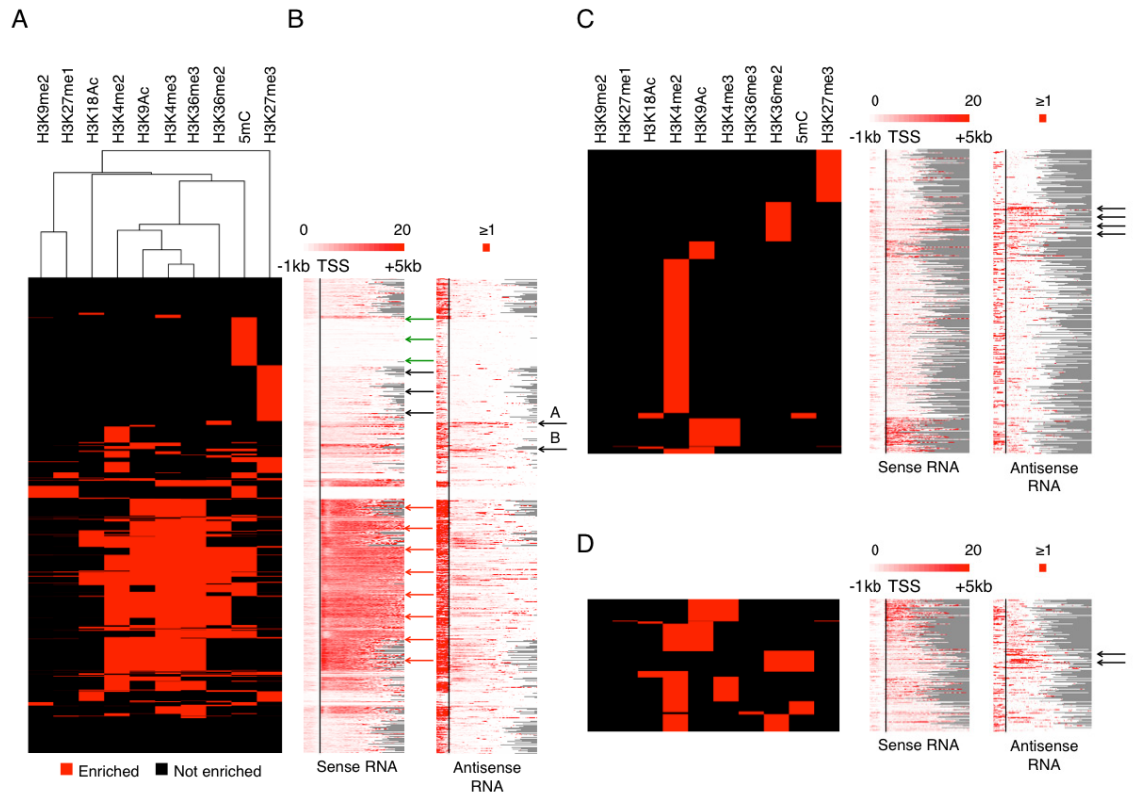 A
H3K9me2
H3K27me1
H3K18Ac
H3K4me2
H3K9Ac
H3K4me3
H3K36me3
H3K36me2
5mC
H3K27me3
Enriched
Not enriched
B
0
20
≥1
-1kb
TSS
+5kb
A
B
Sense RNA
Antisense
RNA
C
H3K9me2
H3K27me1
H3K18Ac
H3K4me2
H3K9Ac
H3K4me3
H3K36me3
H3K36me2
5mC
H3K27me3
0
20
≥1
-1kb
TSS
+5kb
Sense RNA
Antisense
RNA
D
0
20
≥1
-1kb
TSS
+5kb
Sense RNA
Antisense
RNA